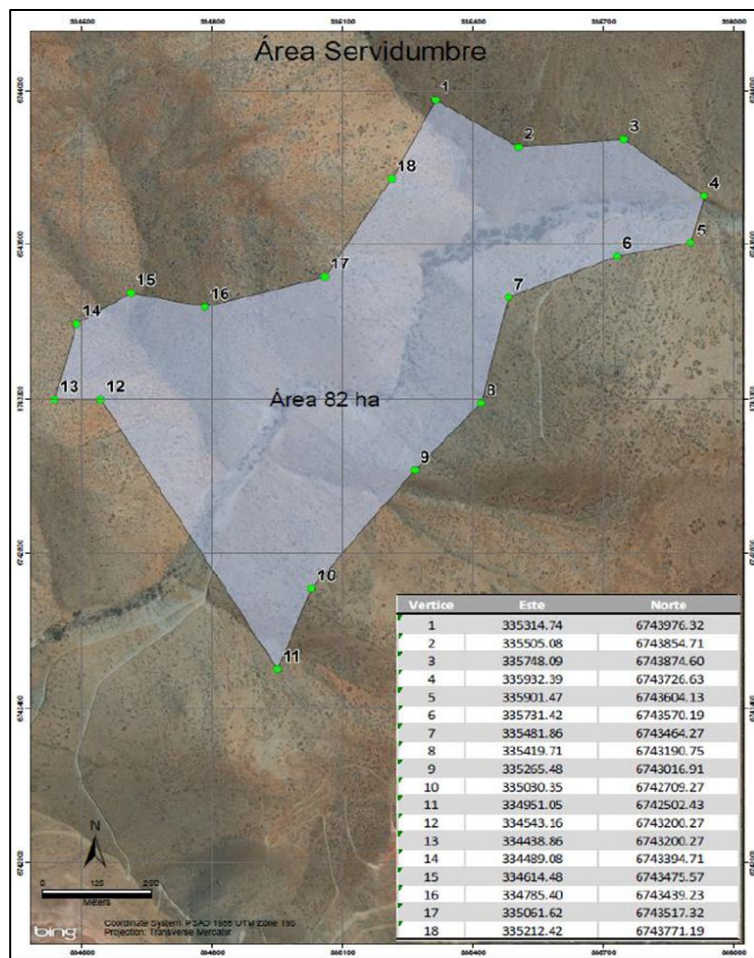 Área Servidumbre
1
2
3
18
4
5
6
17
7
15
16
14
13
12
Área 82 ha
8
9
10
11
Vertice Este Norte
1 335314.74 6743976.32
2 335505.08 6743854.71
3 335748.09 6743874.60
4 335932.39 6743726.63
5 335901.47 6743604.13
6 335731.42 6743570.19
7 335481.86 6743464.27
8 335419.71 6743190.75
9 335265.48 6743016.91
10 335030.35 6742709.27
11 334951.05 6742502.43
12 334543.16 6743200.27
13 334438.86 6743200.27
14 334489.08 6743394.71
15 334614.48 6743475.57
16 334785.40 6743439.23
17 335061.62 6743517.32
18 335212.42 6743771.19
N
0
Meters
Coordinate System: PSAD 1956 UTM Zone 19S
Projection: Transverse Mercator
bing